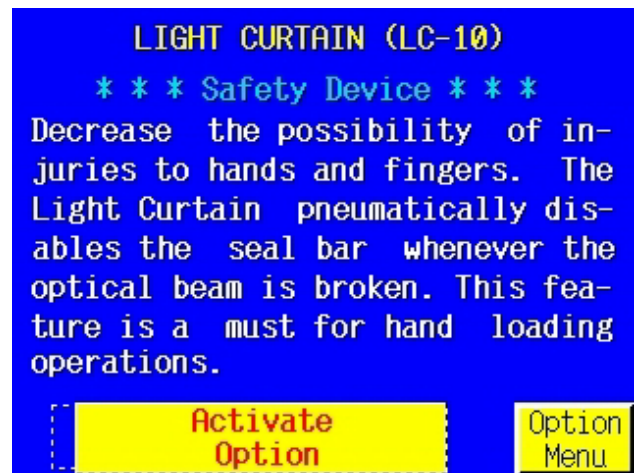 LIGHT CURTAIN (LC-10)
* * * Safety Device * * *
Decrease the possibility of in-
juries to hands and fingers. The
Light Curtain pneumatically dis-
ables the seal bar whenever the
optical beam is broken. This fea-
ture is a must for hand loading
operations.
Activate
Option
Option
Menu